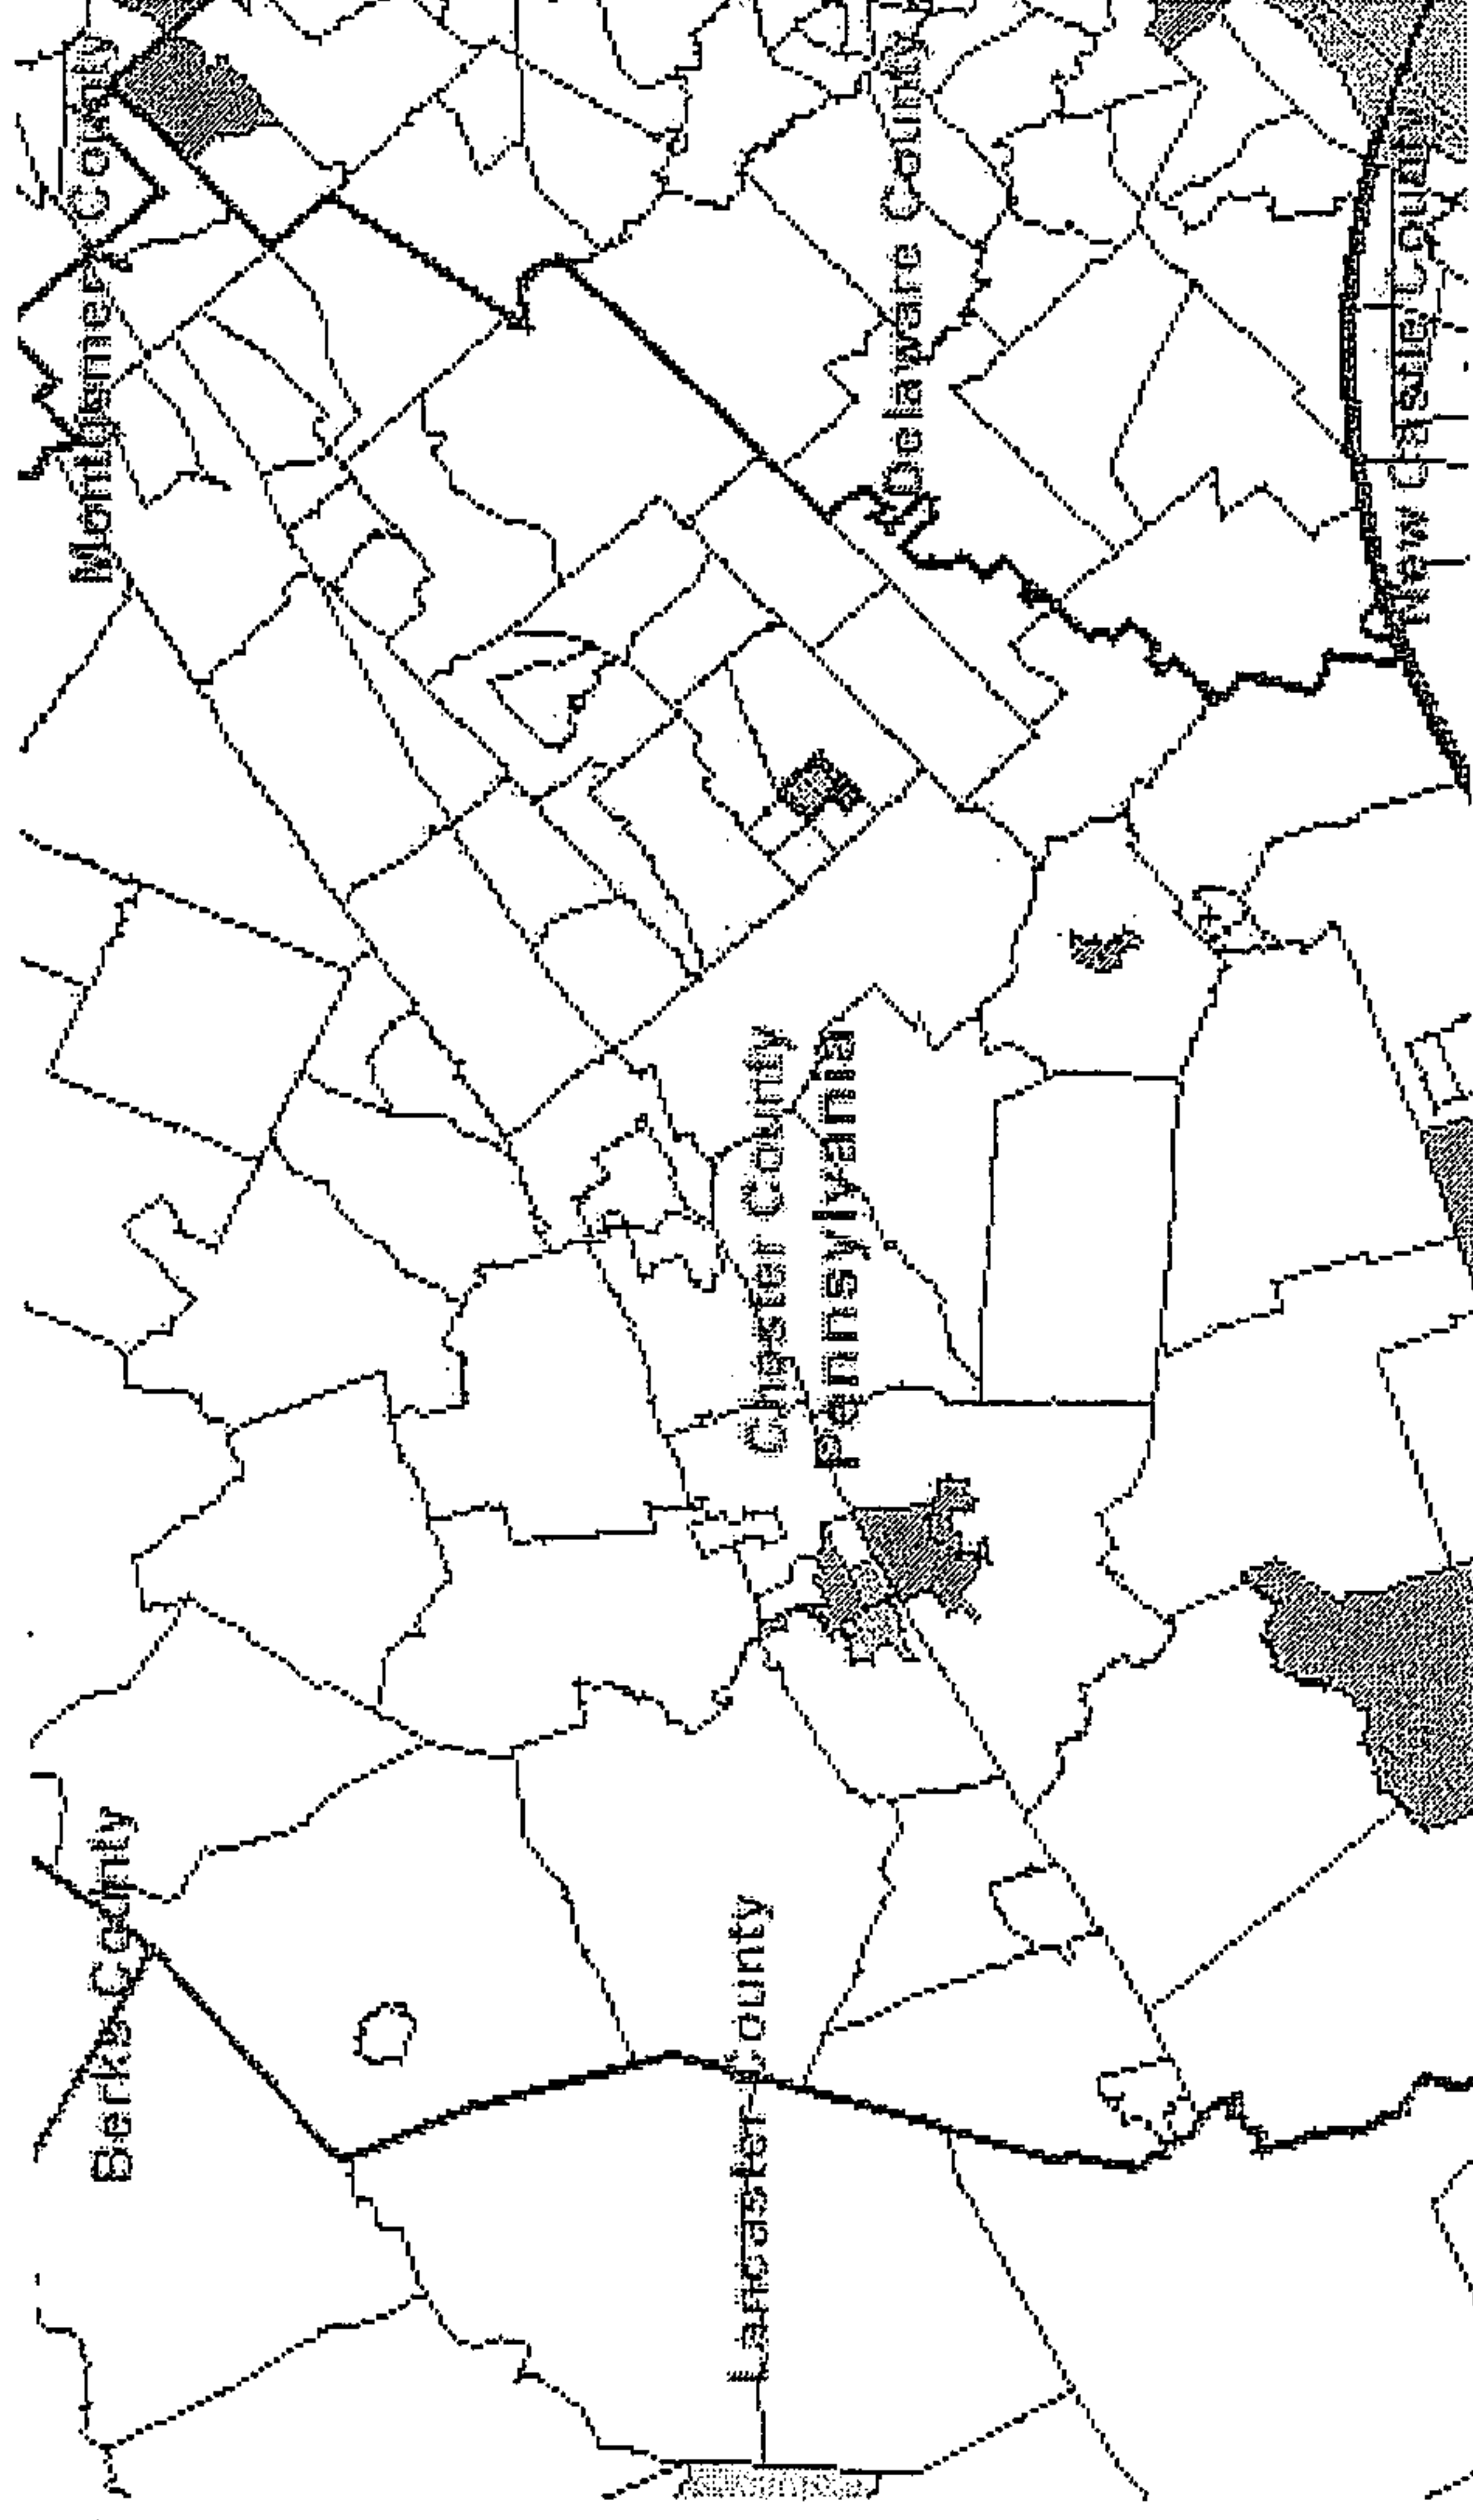 Montgomery County
Delaware County
New Castle County
Chester County
Pennsylvania
Berks County
Lancaster County